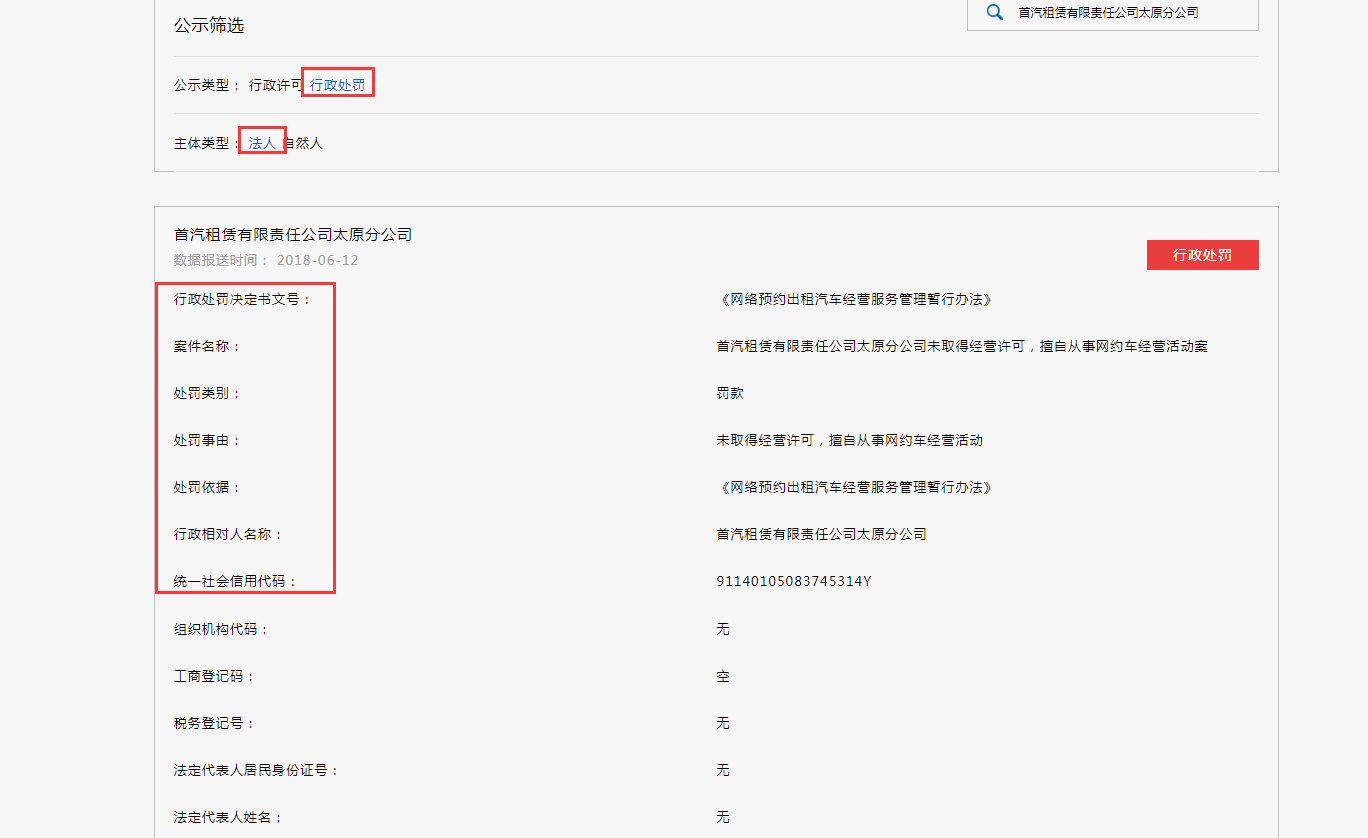 公示筛选
首汽租赁有限责任公司太原分公司
公示类型： 行政许可 行政处罚
主体类型： 法人 自然人
首汽租赁有限责任公司太原分公司
数据报送时间： 2018-06-12
行政处罚
行政处罚决定书文号： 《网络预约出租汽车经营服务管理暂行办法》
案件名称： 首汽租赁有限责任公司太原分公司未取得经营许可，擅自从事网约车经营活动案
处罚类别： 罚款
处罚事由： 未取得经营许可，擅自从事网约车经营活动
处罚依据： 《网络预约出租汽车经营服务管理暂行办法》
行政相对人名称： 首汽租赁有限责任公司太原分公司
统一社会信用代码： 91140105083745314Y
组织机构代码： 无
工商登记码： 空
税务登记号： 无
法定代表人居民身份证号： 无
法定代表人姓名： 无